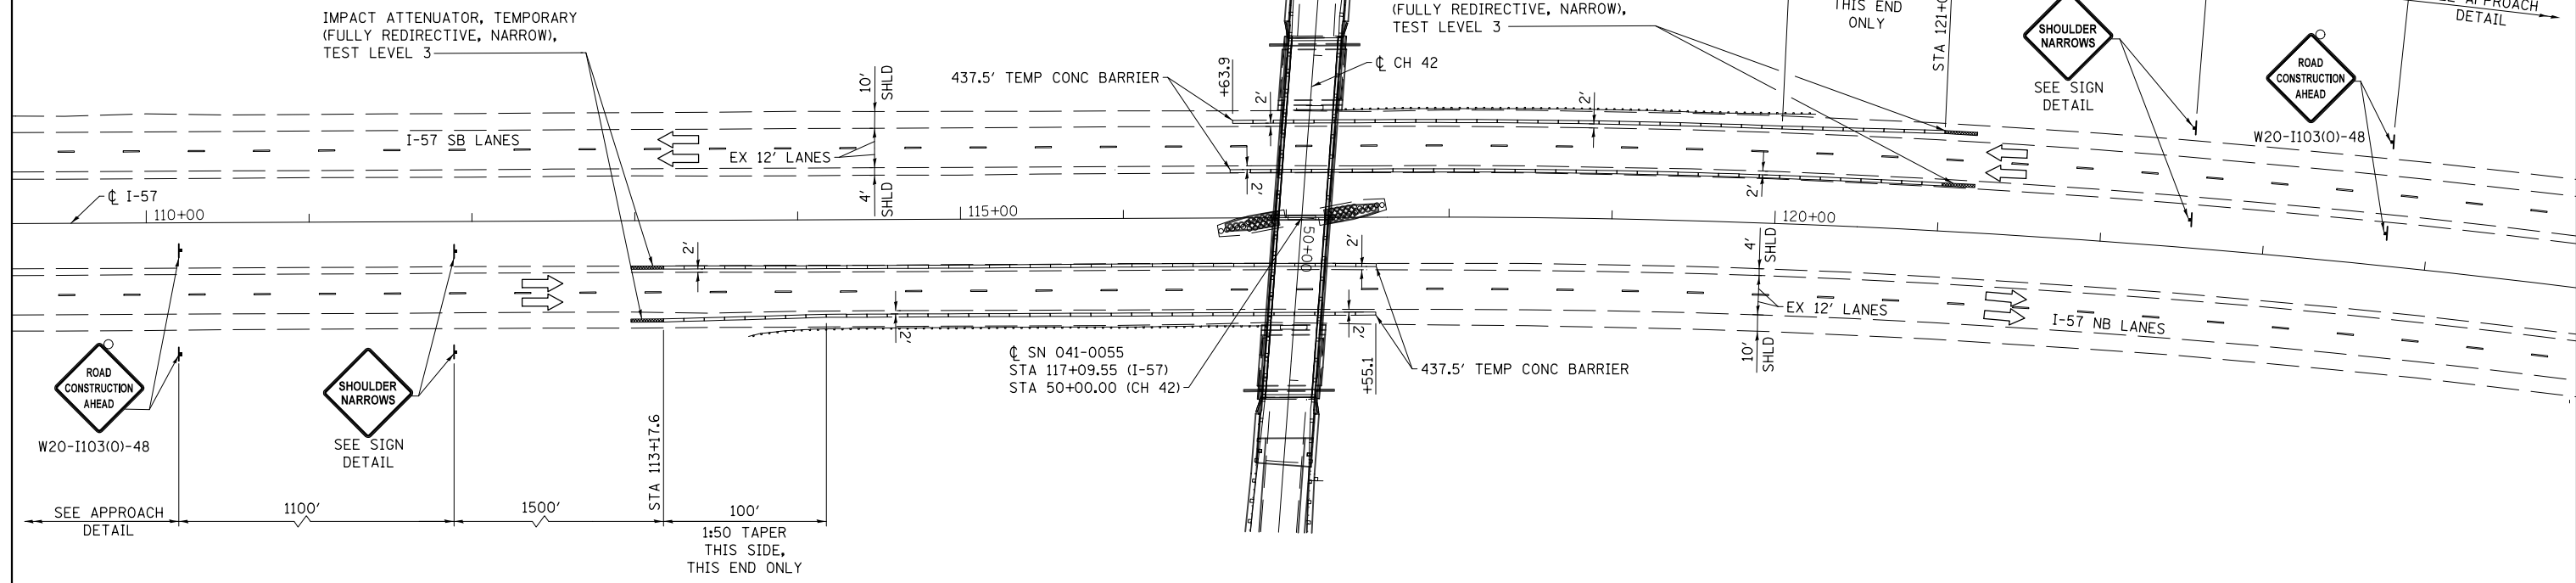 IMPACT ATTENUATOR, TEMPORARY
(FULLY REDIRECTIVE, NARROW),
TEST LEVEL 3
(FULLY REDIRECTIVE, NARROW),
TEST LEVEL 3
THIS END
ONLY
STA 121+0
APPROACH
DETAIL
SHOULDER
NARROWS
SEE SIGN
DETAIL
ROAD
CONSTRUCTION
AHEAD
W20-I103(O)-48
℄ CH 42
437.5' TEMP CONC BARRIER
+63.9
2'
2'
10'
SHLD
I-57 SB LANES
EX 12' LANES
4'
SHLD
2'
2'
℄ I-57
110+00
115+00
120+00
50+00
2'
2'
4'
SHLD
2'
2'
EX 12' LANES
I-57 NB LANES
10'
SHLD
℄ SN 041-0055
STA 117+09.55 (I-57)
STA 50+00.00 (CH 42)
+55.1
437.5' TEMP CONC BARRIER
ROAD
CONSTRUCTION
AHEAD
W20-I103(O)-48
SHOULDER
NARROWS
SEE SIGN
DETAIL
STA 113+17.6
SEE APPROACH
DETAIL
1100'
1500'
100'
1:50 TAPER
THIS SIDE,
THIS END ONLY